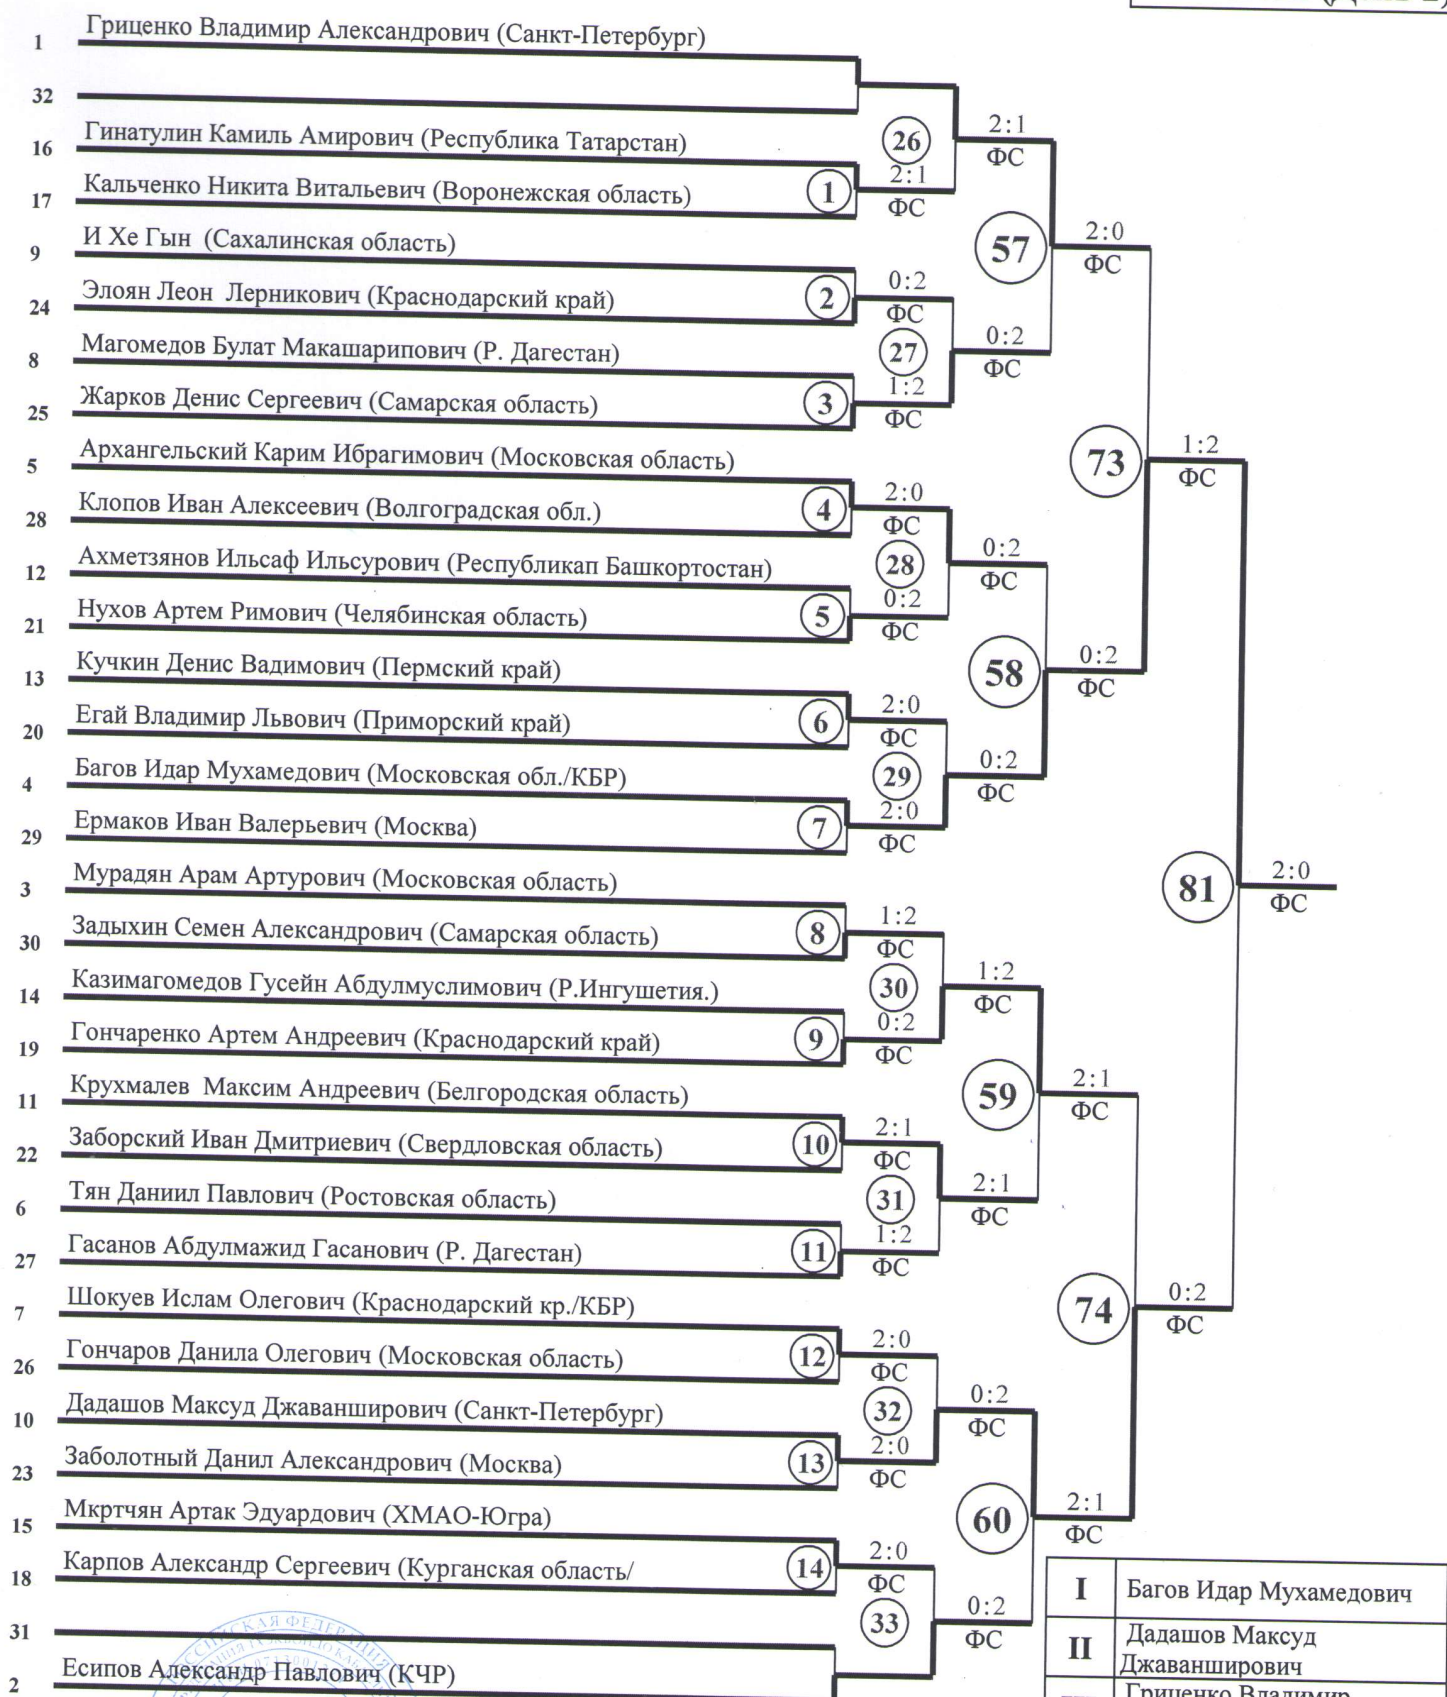 1 Гриценко Владимир Александрович (Санкт-Петербург)
32
16 Гинатулин Камиль Амирович (Республика Татарстан)
26
2:1
ФС
17 Кальченко Никита Витальевич (Воронежская область)
1
2:1
ФС
57
2:0
ФС
9 И Хе Гын (Сахалинская область)
24 Элоян Леон Лерникович (Краснодарский край)
2
0:2
ФС
8 Магомедов Булат Макашарипович (Р. Дагестан)
27
0:2
ФС
25 Жарков Денис Сергеевич (Самарская область)
3
1:2
ФС
73
1:2
ФС
5 Архангельский Карим Ибрагимович (Московская область)
28 Клопов Иван Алексеевич (Волгоградская обл.)
4
2:0
ФС
12 Ахметзянов Ильсаф Ильсурович (Республикап Башкортостан)
28
0:2
ФС
21 Нухов Артем Римович (Челябинская область)
5
0:2
ФС
58
0:2
ФС
13 Кучкин Денис Вадимович (Пермский край)
20 Егай Владимир Львович (Приморский край)
6
2:0
ФС
4 Багов Идар Мухамедович (Московская обл./КБР)
29
0:2
ФС
29 Ермаков Иван Валерьевич (Москва)
7
2:0
ФС
81
2:0
ФС
3 Мурадян Арам Артурович (Московская область)
30 Задыхин Семен Александрович (Самарская область)
8
1:2
ФС
14 Казимагомедов Гусейн Абдулмуслимович (Р.Ингушетия.)
30
1:2
ФС
19 Гончаренко Артем Андреевич (Краснодарский край)
9
0:2
ФС
59
2:1
ФС
11 Крухмалев Максим Андреевич (Белгородская область)
22 Заборский Иван Дмитриевич (Свердловская область)
10
2:1
ФС
6 Тян Даниил Павлович (Ростовская область)
31
2:1
ФС
27 Гасанов Абдулмажид Гасанович (Р. Дагестан)
11
1:2
ФС
74
0:2
ФС
7 Шокуев Ислам Олегович (Краснодарский кр./КБР)
26 Гончаров Данила Олегович (Московская область)
12
2:0
ФС
10 Дадашов Максуд Джаванширович (Санкт-Петербург)
32
0:2
ФС
23 Заболотный Данил Александрович (Москва)
13
2:0
ФС
60
2:1
ФС
15 Мкртчян Артак Эдуардович (ХМАО-Югра)
18 Карпов Александр Сергеевич (Курганская область/
14
2:0
ФС
31
33
0:2
ФС
2 Есипов Александр Павлович (КЧР)
I Багов Идар Мухамедович
II Дадашов Максуд
Джаванширович
Гриценко Владимир